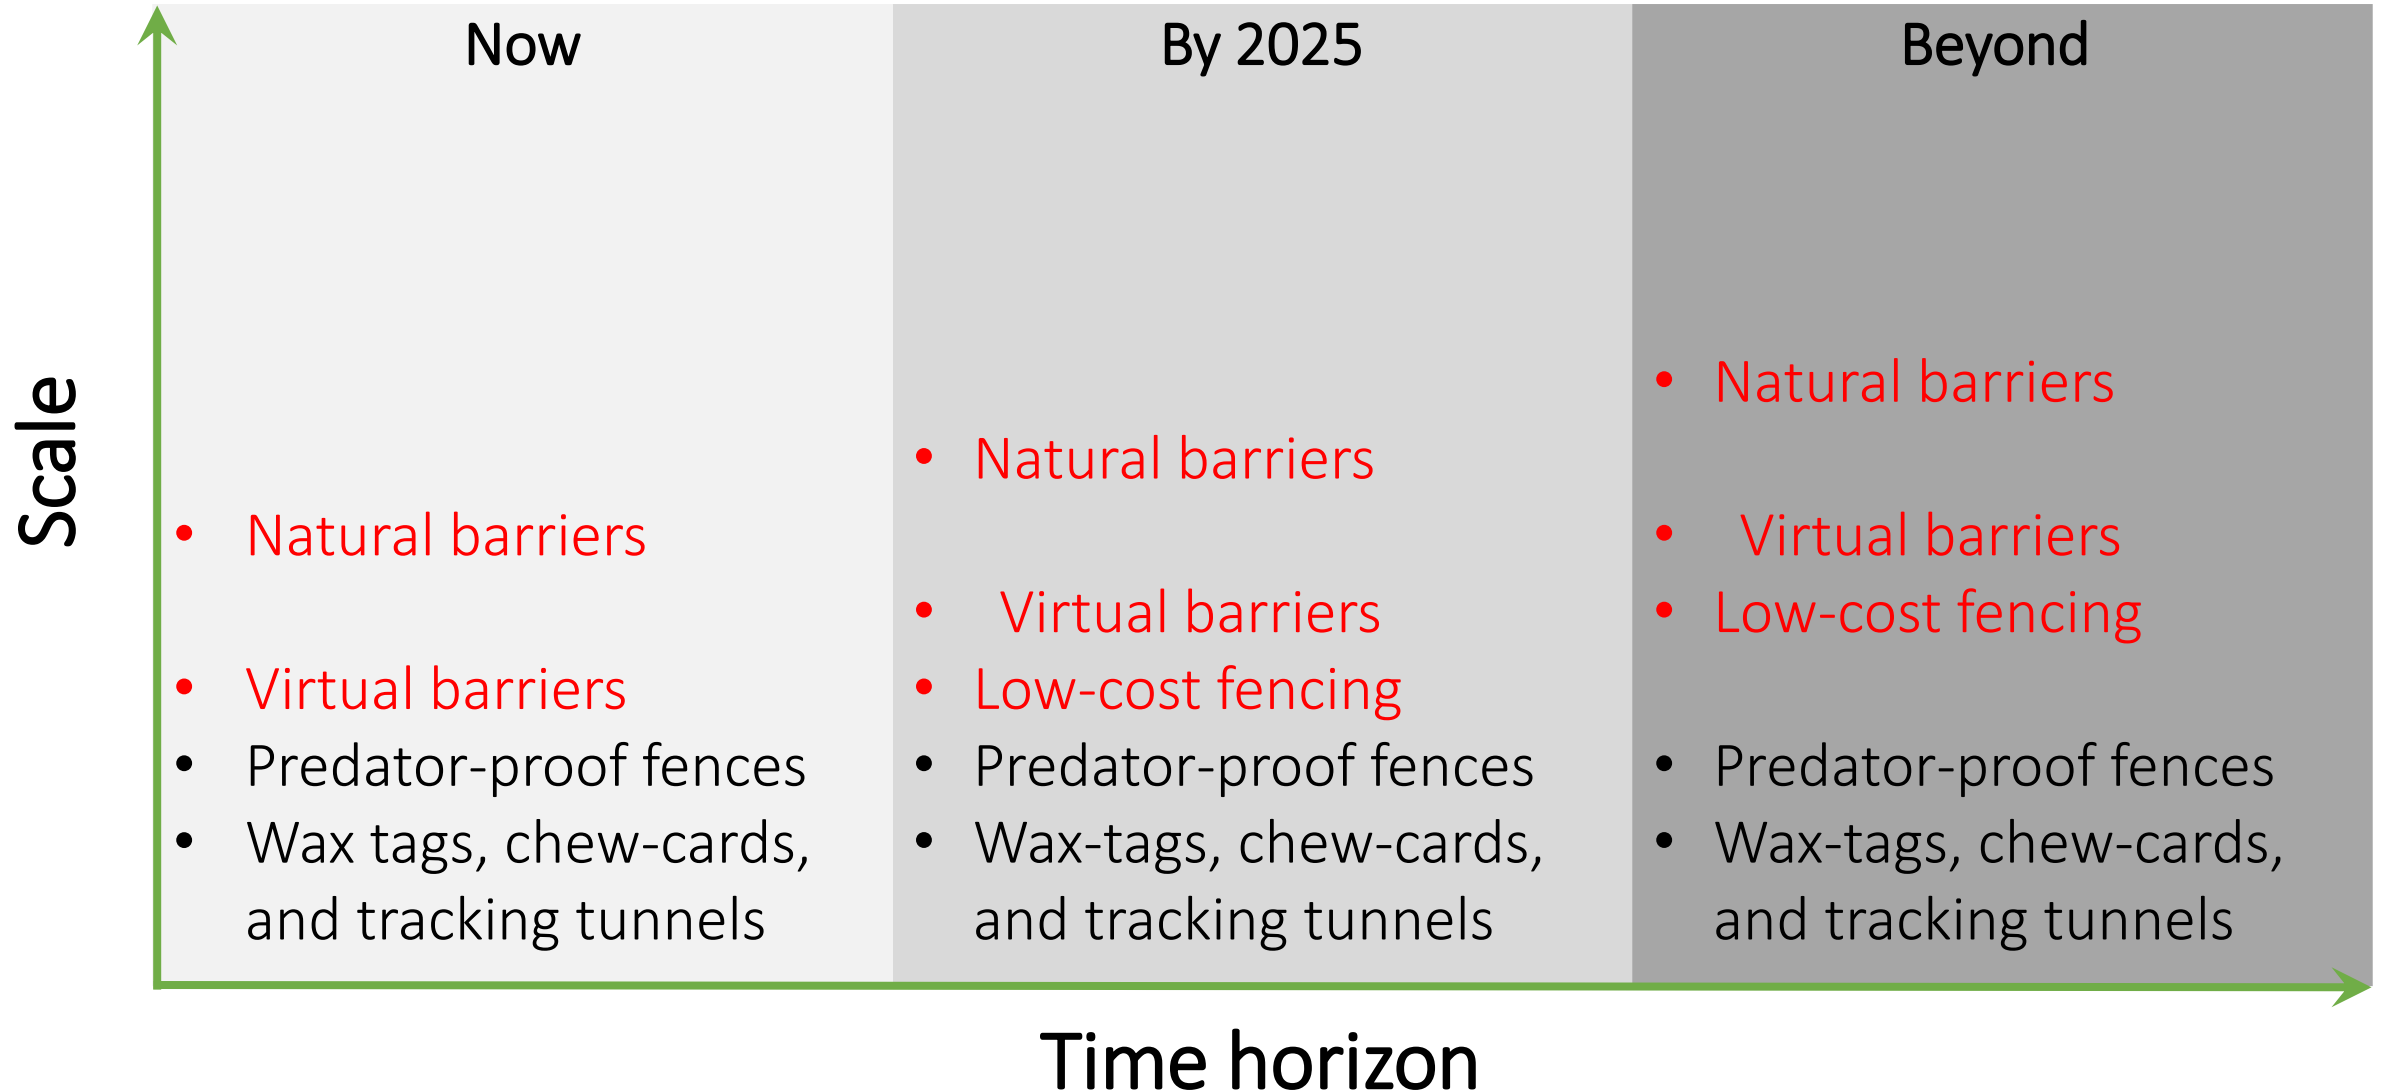 Scale
Now
• Natural barriers
• Virtual barriers
• Predator-proof fences
• Wax tags, chew-cards,
and tracking tunnels
By 2025
• Natural barriers
• Virtual barriers
• Low-cost fencing
• Predator-proof fences
• Wax-tags, chew-cards,
and tracking tunnels
Beyond
• Natural barriers
• Virtual barriers
• Low-cost fencing
• Predator-proof fences
• Wax-tags, chew-cards,
and tracking tunnels
Time horizon